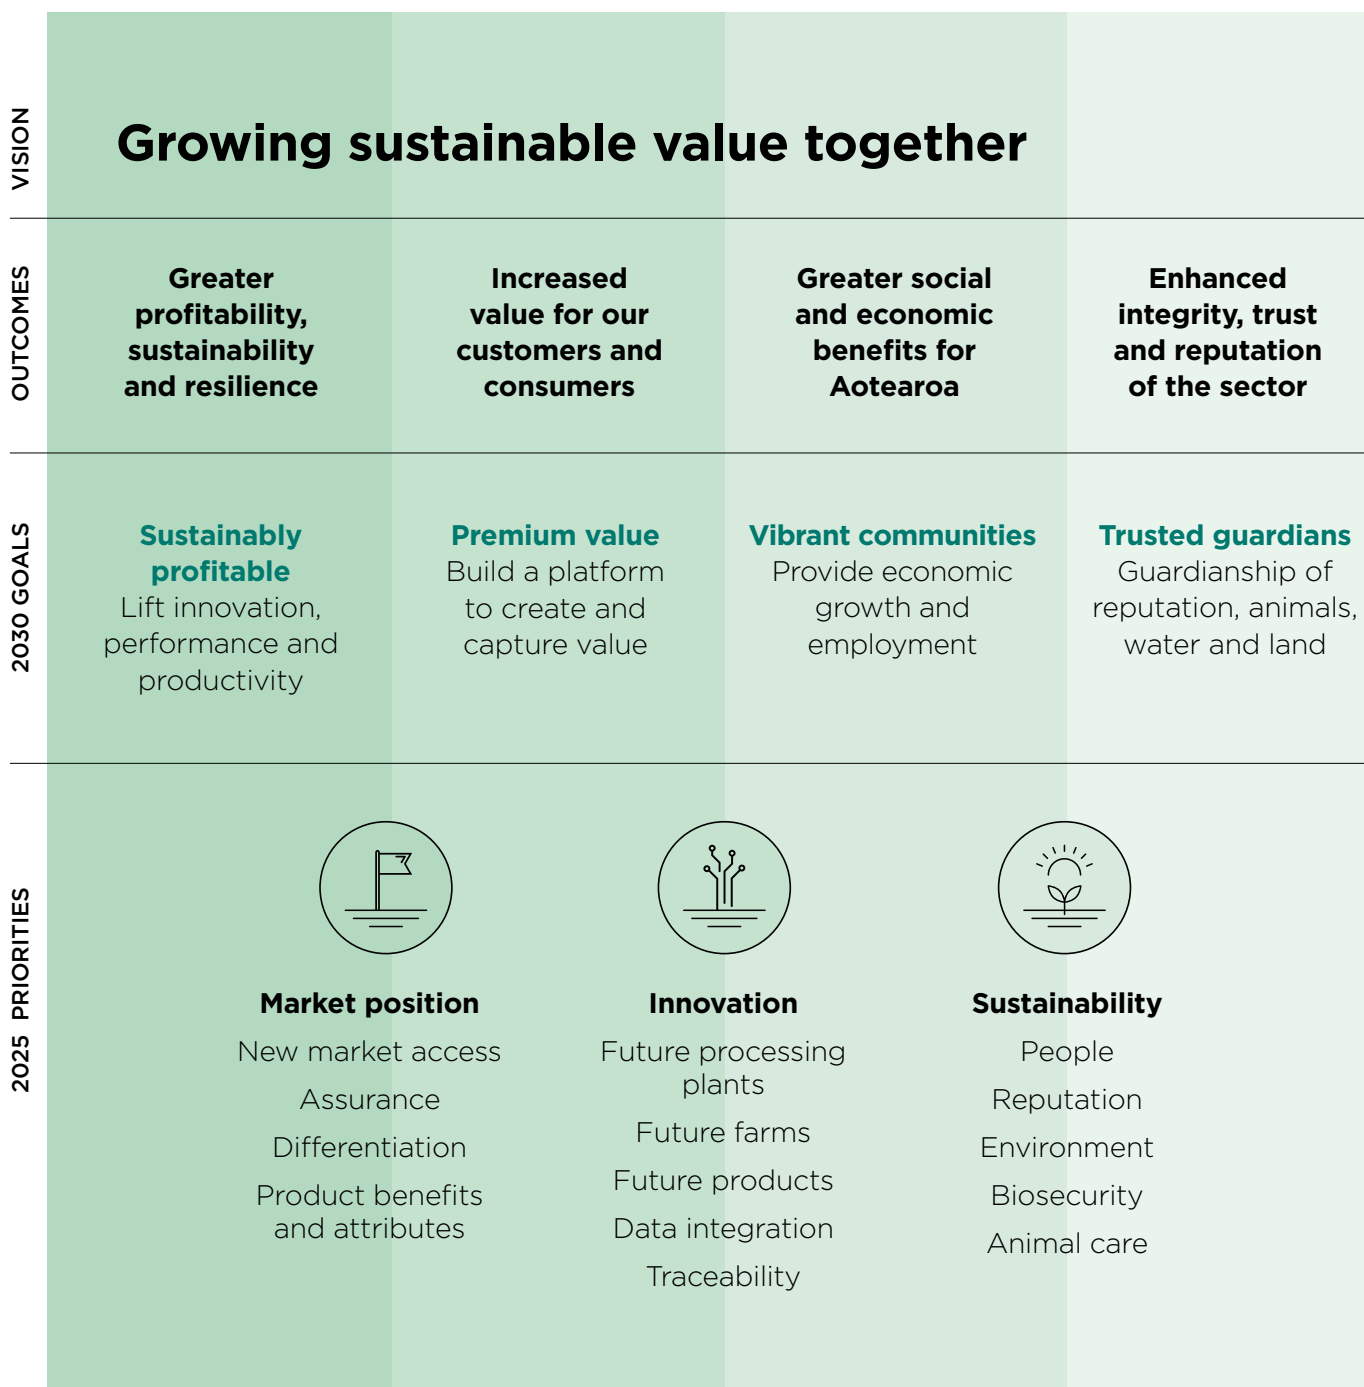 VISION
Growing sustainable value together
OUTCOMES
Greater
profitability,
sustainability
and resilience
Increased
value for our
customers and
consumers
Greater social
and economic
benefits for
Aotearoa
Enhanced
integrity, trust
and reputation
of the sector
2030 GOALS
Sustainably
profitable
Lift innovation,
performance and
productivity
Premium value
Build a platform
to create and
capture value
Vibrant communities
Provide economic
growth and
employment
Trusted guardians
Guardianship of
reputation, animals,
water and land
2025 PRIORITIES
Market position
New market access
Assurance
Differentiation
Product benefits
and attributes
Innovation
Future processing
plants
Future farms
Future products
Data integration
Traceability
Sustainability
People
Reputation
Environment
Biosecurity
Animal care